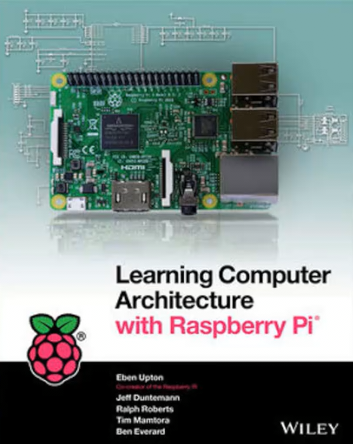 HDMI
Learning Computer
Architecture
with Raspberry Pi®
®
Eben Upton
Co-creator of the Raspberry Pi
Jeff Duntemann
Ralph Roberts
Tim Mamtora
Ben Everard
WILEY